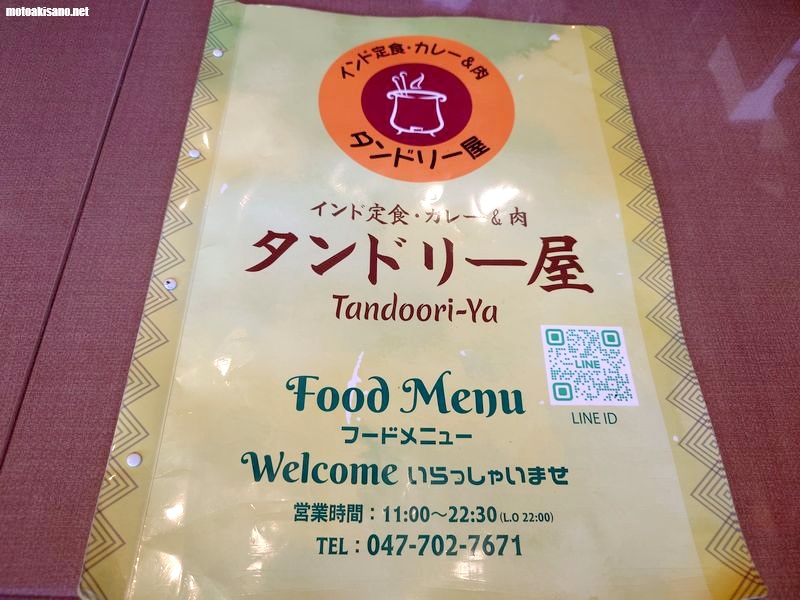 motoakisano.net
インド定食・カレー&肉
タンドリー屋
インド定食・カレー & 肉
タンドリー屋
Tandoori-Ya
LINE
LINE ID
Food Menu
フードメニュー
Welcome いらっしゃいませ
営業時間：11:00〜22:30 (L.O 22:00)
TEL：047-702-7671